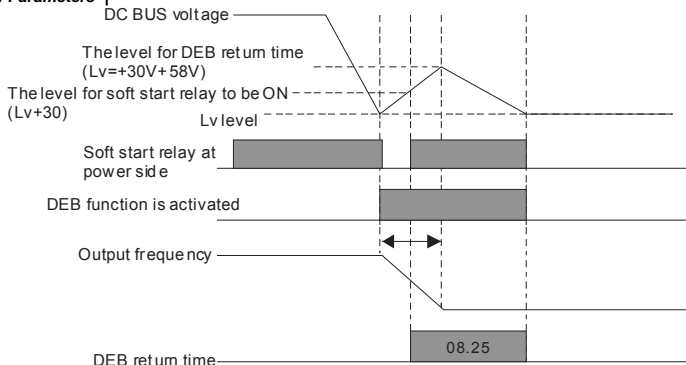 Parameters
DC BUS voltage
The level for DEB return time
(Lv=+30V+58V)
The level for soft start relay to be ON
(Lv+30)
Lv level
Soft start relay at
power side
DEB function is activated
Output frequency
08.25
DEB return time